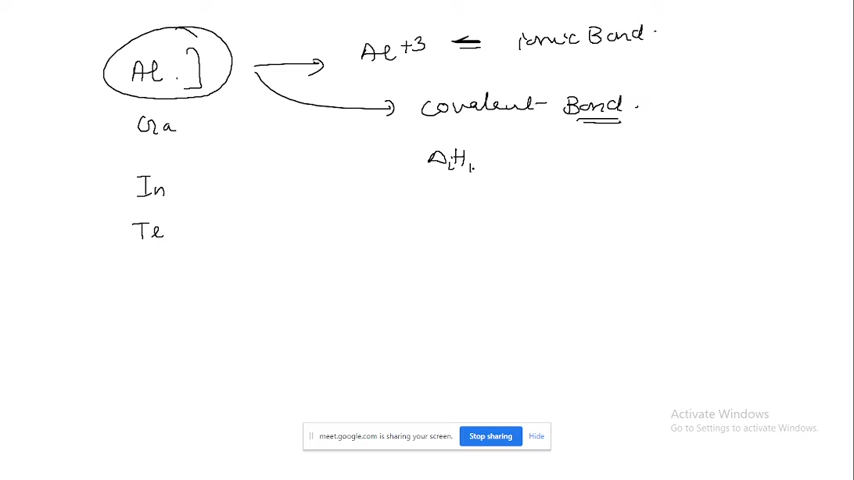 Al.] → Al+3 ⇐ ionic Bond.
→ covalent Bond.
Ga
In
Te
Activate Windows
Go to Settings to activate Windows.
meet.google.com is sharing your screen. Stop sharing Hide